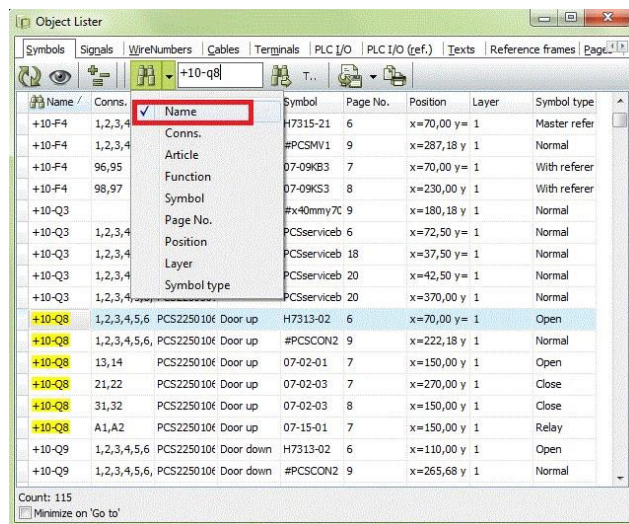 Object Lister
Symbols Signals WireNumbers Cables Terminals PLC I/O PLC I/O (ref.) Texts Reference frames Page
+10-q8 T..
Name Conns. Symbol Page No. Position Layer Symbol type
+10-F4 1,2,3,4 H7315-21 6 x=70,00 y= 1 Master refer
+10-F4 1,2,3,4 #PCSMV1 9 x=287,18 y 1 Normal
+10-F4 96,95 07-09KB3 7 x=70,00 y= 1 With referer
+10-F4 98,97 07-09KS3 8 x=230,00 y 1 With referer
+10-Q3 #x40mmy70 9 x=180,18 y 1 Normal
+10-Q3 1,2,3,4 PCSserviceb 6 x=72,50 y= 1 Normal
+10-Q3 1,2,3,4 PCSserviceb 18 x=37,50 y= 1 Normal
+10-Q3 1,2,3,4 PCSserviceb 20 x=42,50 y= 1 Normal
+10-Q3 1,2,3,4,5,6, PCSserviceb 20 x=370,00 y 1 Normal
Name
Conns.
Article
Function
Symbol
Page No.
Position
Layer
Symbol type
+10-Q8 1,2,3,4,5,6 PCS2250106 Door up H7313-02 6 x=70,00 y= 1 Open
+10-Q8 1,2,3,4,5,6, PCS2250106 Door up #PCSCON2 9 x=222,18 y 1 Normal
+10-Q8 13,14 PCS2250106 Door up 07-02-01 7 x=150,00 y 1 Open
+10-Q8 21,22 PCS2250106 Door up 07-02-03 7 x=270,00 y 1 Close
+10-Q8 31,32 PCS2250106 Door up 07-02-03 8 x=150,00 y 1 Close
+10-Q8 A1,A2 PCS2250106 Door up 07-15-01 7 x=150,00 y 1 Relay
+10-Q9 1,2,3,4,5,6 PCS2250106 Door down H7313-02 6 x=110,00 y 1 Open
+10-Q9 1,2,3,4,5,6, PCS2250106 Door down #PCSCON2 9 x=265,68 y 1 Normal
Count: 115
Minimize on 'Go to'